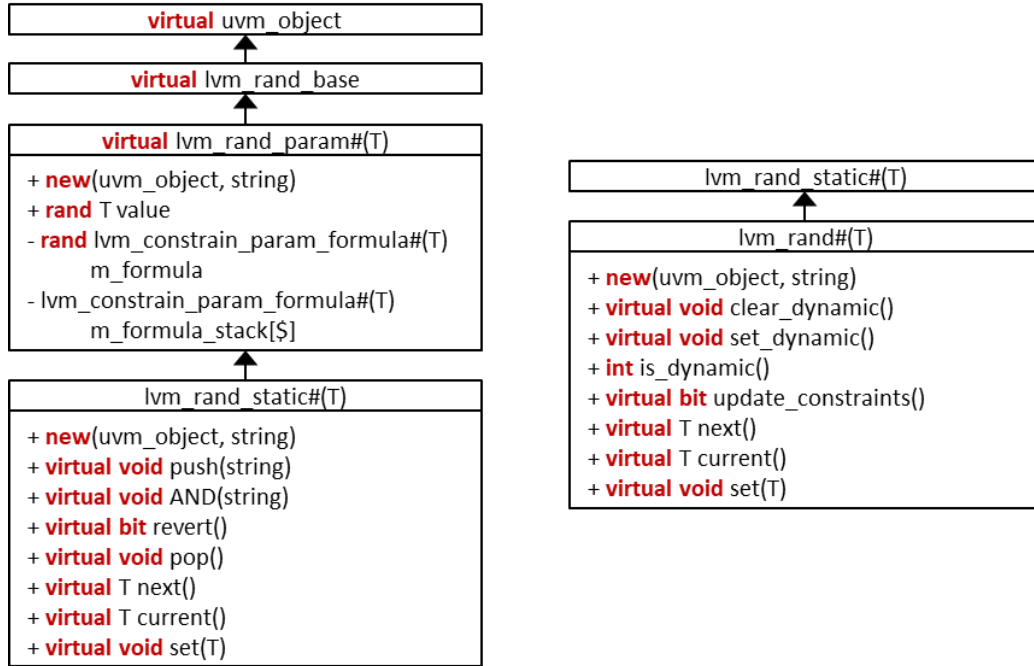 virtual uvm_object
virtual lvm_rand_base
virtual lvm_rand_param#(T)
+ new(uvm_object, string)
+ rand T value
- rand lvm_constrain_param_formula#(T)
m_formula
- lvm_constrain_param_formula#(T)
m_formula_stack[$]
lvm_rand_static#(T)
+ new(uvm_object, string)
+ virtual void push(string)
+ virtual void AND(string)
+ virtual bit revert()
+ virtual void pop()
+ virtual T next()
+ virtual T current()
+ virtual void set(T)
lvm_rand_static#(T)
lvm_rand#(T)
+ new(uvm_object, string)
+ virtual void clear_dynamic()
+ virtual void set_dynamic()
+ int is_dynamic()
+ virtual bit update_constraints()
+ virtual T next()
+ virtual T current()
+ virtual void set(T)